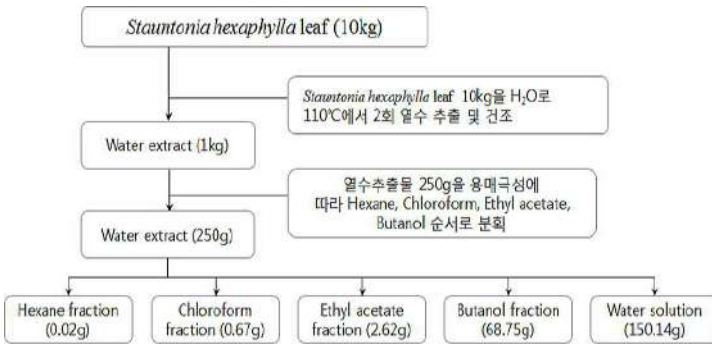 Stauntonia hexaphylla leaf (10kg)
Stauntonia hexaphylla leaf 10kg을 H₂O로
110℃에서 2회 열수 추출 및 건조
Water extract (1kg)
열수추출물 250g을 용매극성에
따라 Hexane, Chloroform, Ethyl acetate,
Butanol 순서로 분획
Water extract (250g)
Hexane fraction
(0.02g)
Chloroform
fraction (0.67g)
Ethyl acetate
fraction (2.62g)
Butanol fraction
(68.75g)
Water solution
(150.14g)